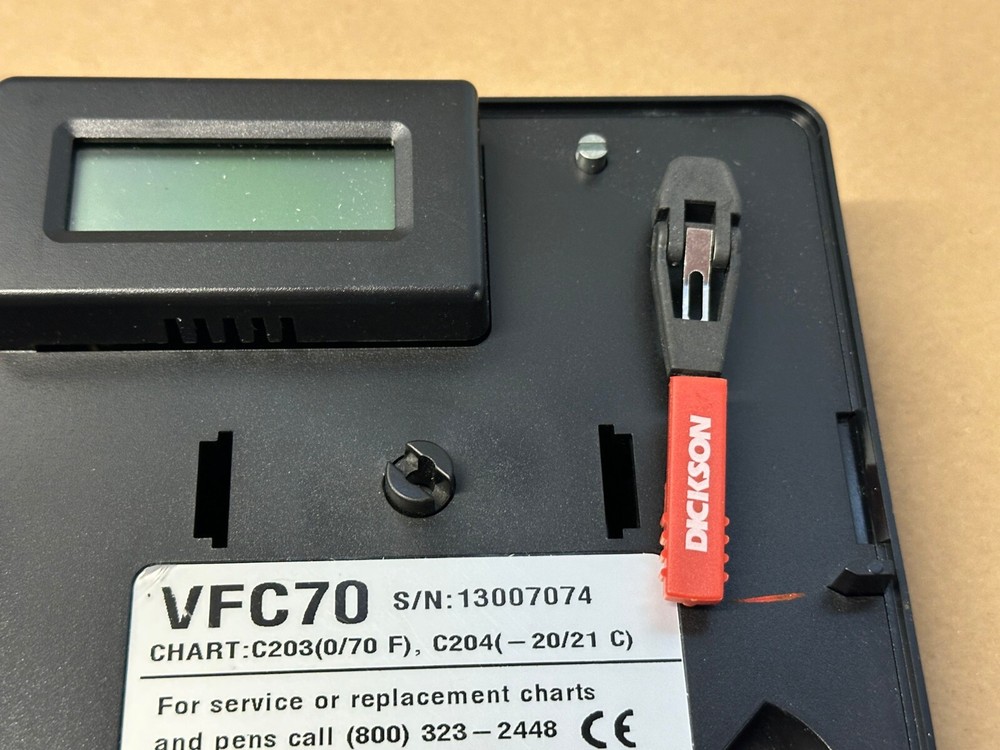 DICKSON
VFC70 S/N:13007074
CHART:C203(0/70 F), C204(−20/21 C)
For service or replacement charts
and pens call (800) 323−2448 CE